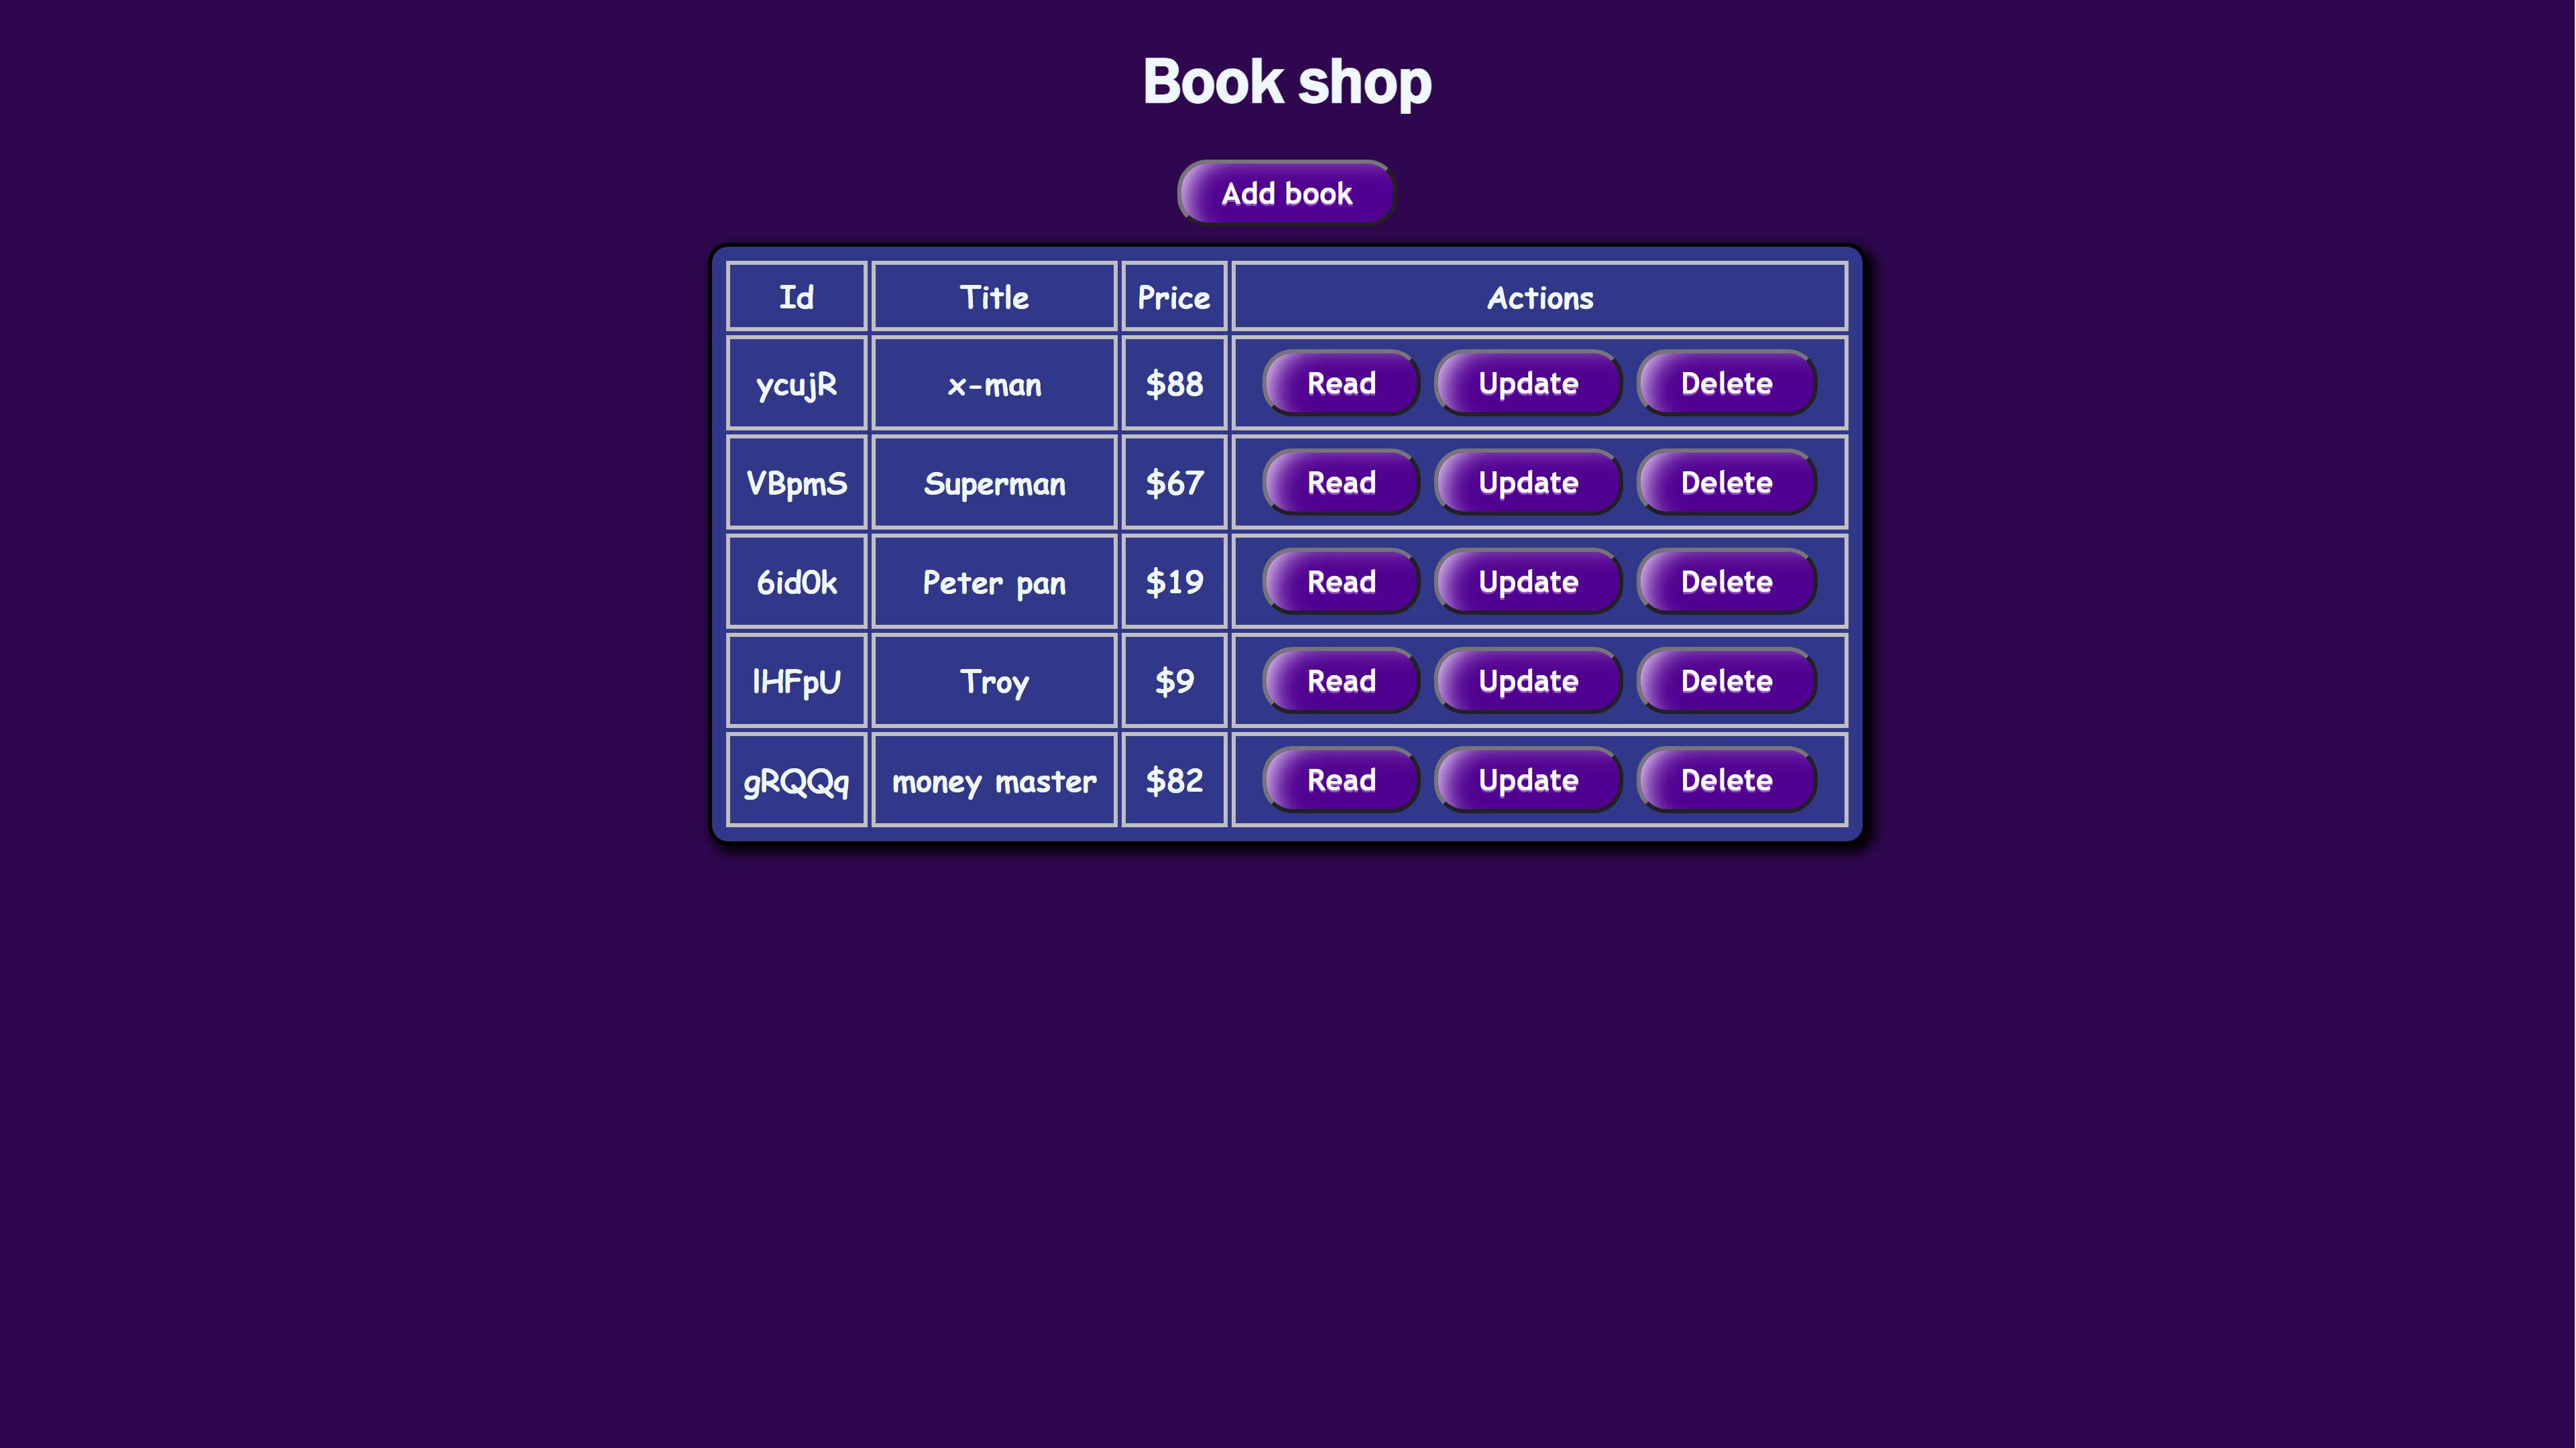 Book shop
Add book
Id Title Price Actions
ycujR x-man $88 Read Update Delete
VBpmS Superman $67 Read Update Delete
6id0k Peter pan $19 Read Update Delete
lHFpU Troy $9 Read Update Delete
gRQQq money master $82 Read Update Delete